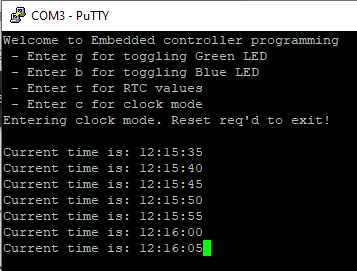 COM3 - PuTTY
Welcome to Embedded controller programming
- Enter g for toggling Green LED
- Enter b for toggling Blue LED
- Enter t for RTC values
- Enter c for clock mode
Entering clock mode. Reset req'd to exit!
Current time is: 12:15:35
Current time is: 12:15:40
Current time is: 12:15:45
Current time is: 12:15:50
Current time is: 12:15:55
Current time is: 12:16:00
Current time is: 12:16:05